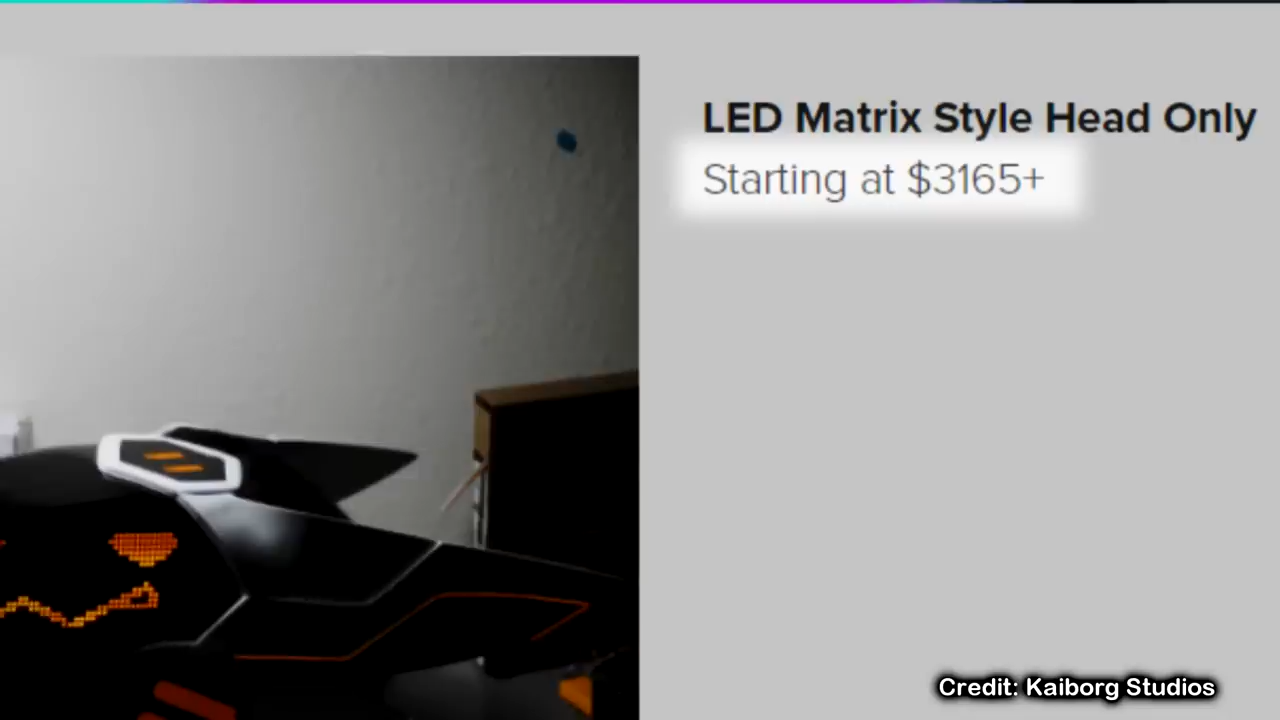 LED Matrix Style Head Only
Starting at $3165+
Credit: Kaiborg Studios